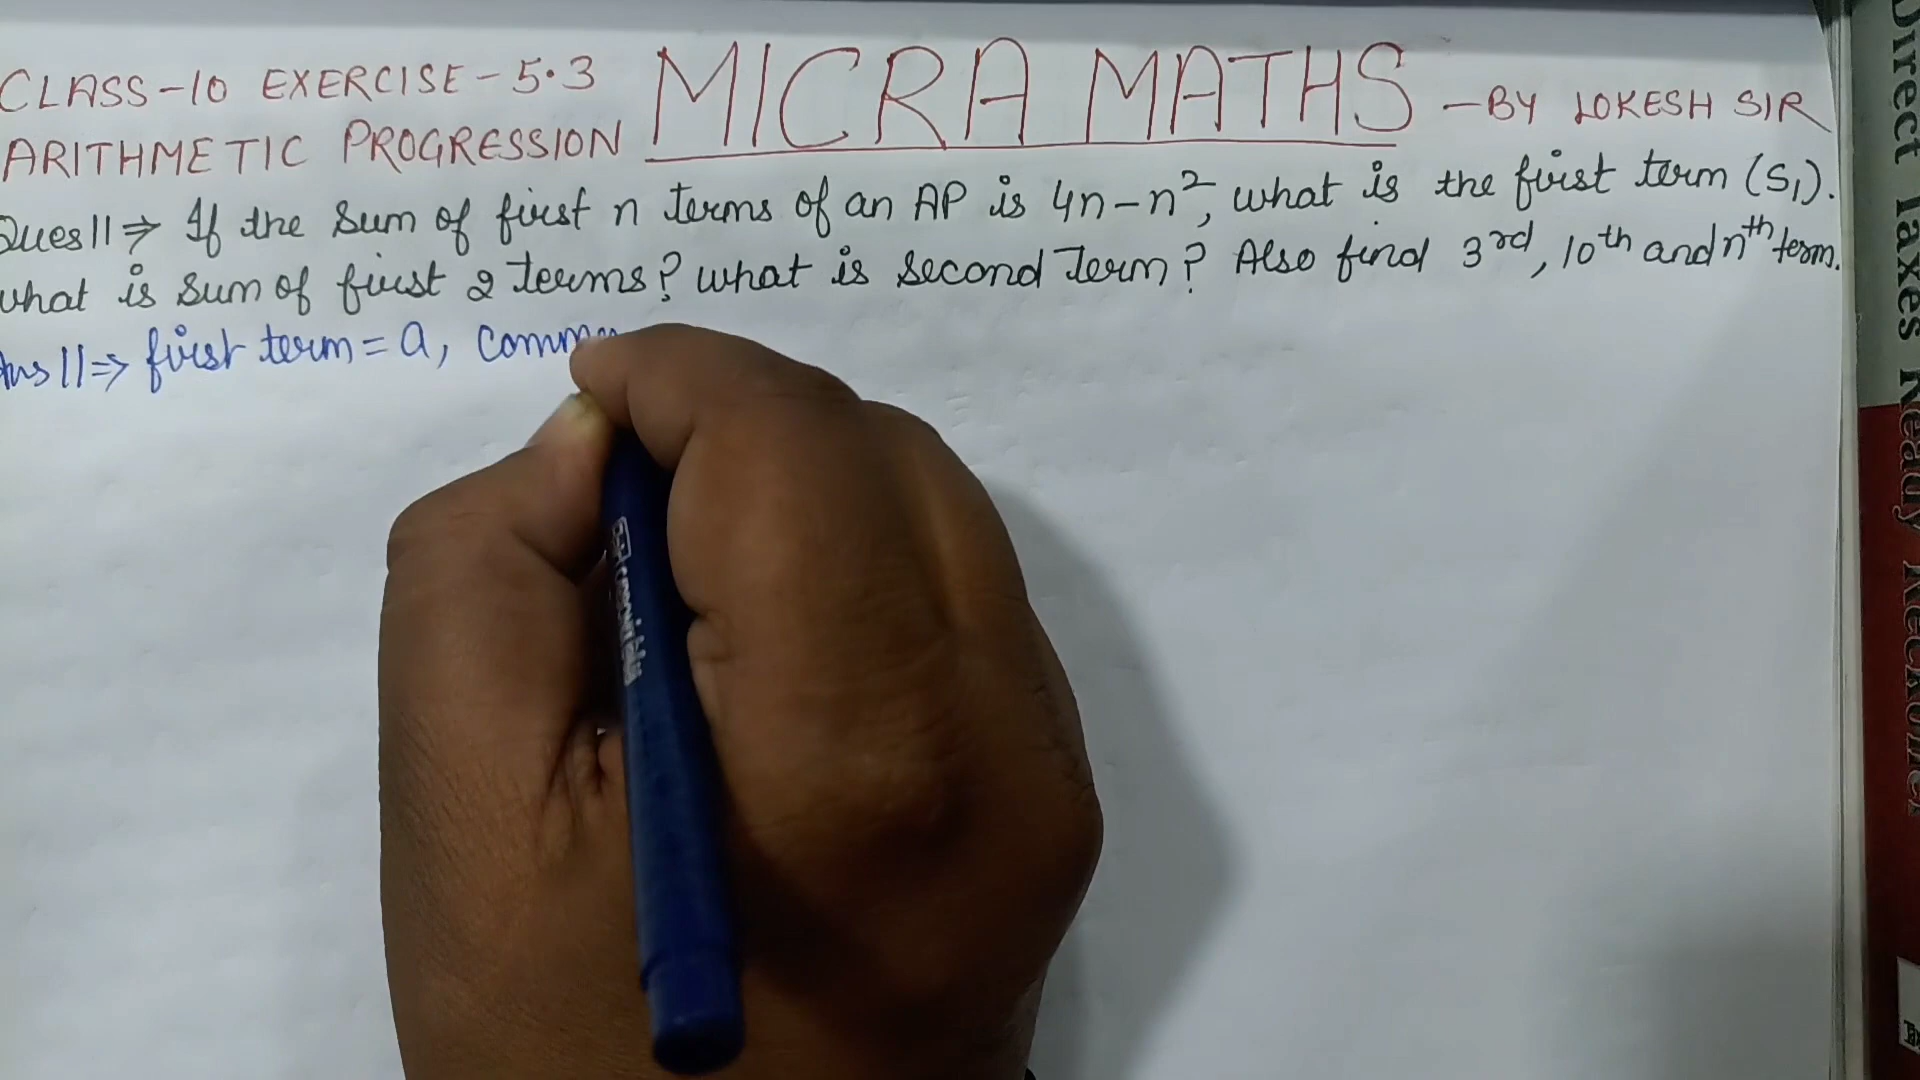 CLASS-10 EXERCISE-5.3
ARITHMETIC PROGRESSION
MICRA MATHS
-BY LOKESH SIR
Ques 11 ⇒ If the Sum of first n terms of an AP is 4n-n², what is the first term (S₁).
what is sum of first 2 terms? what is second Term? Also find 3rd, 10th and nth term.
Ans 11 ⇒ first term = a,
Direct Taxes Ready Reckoner